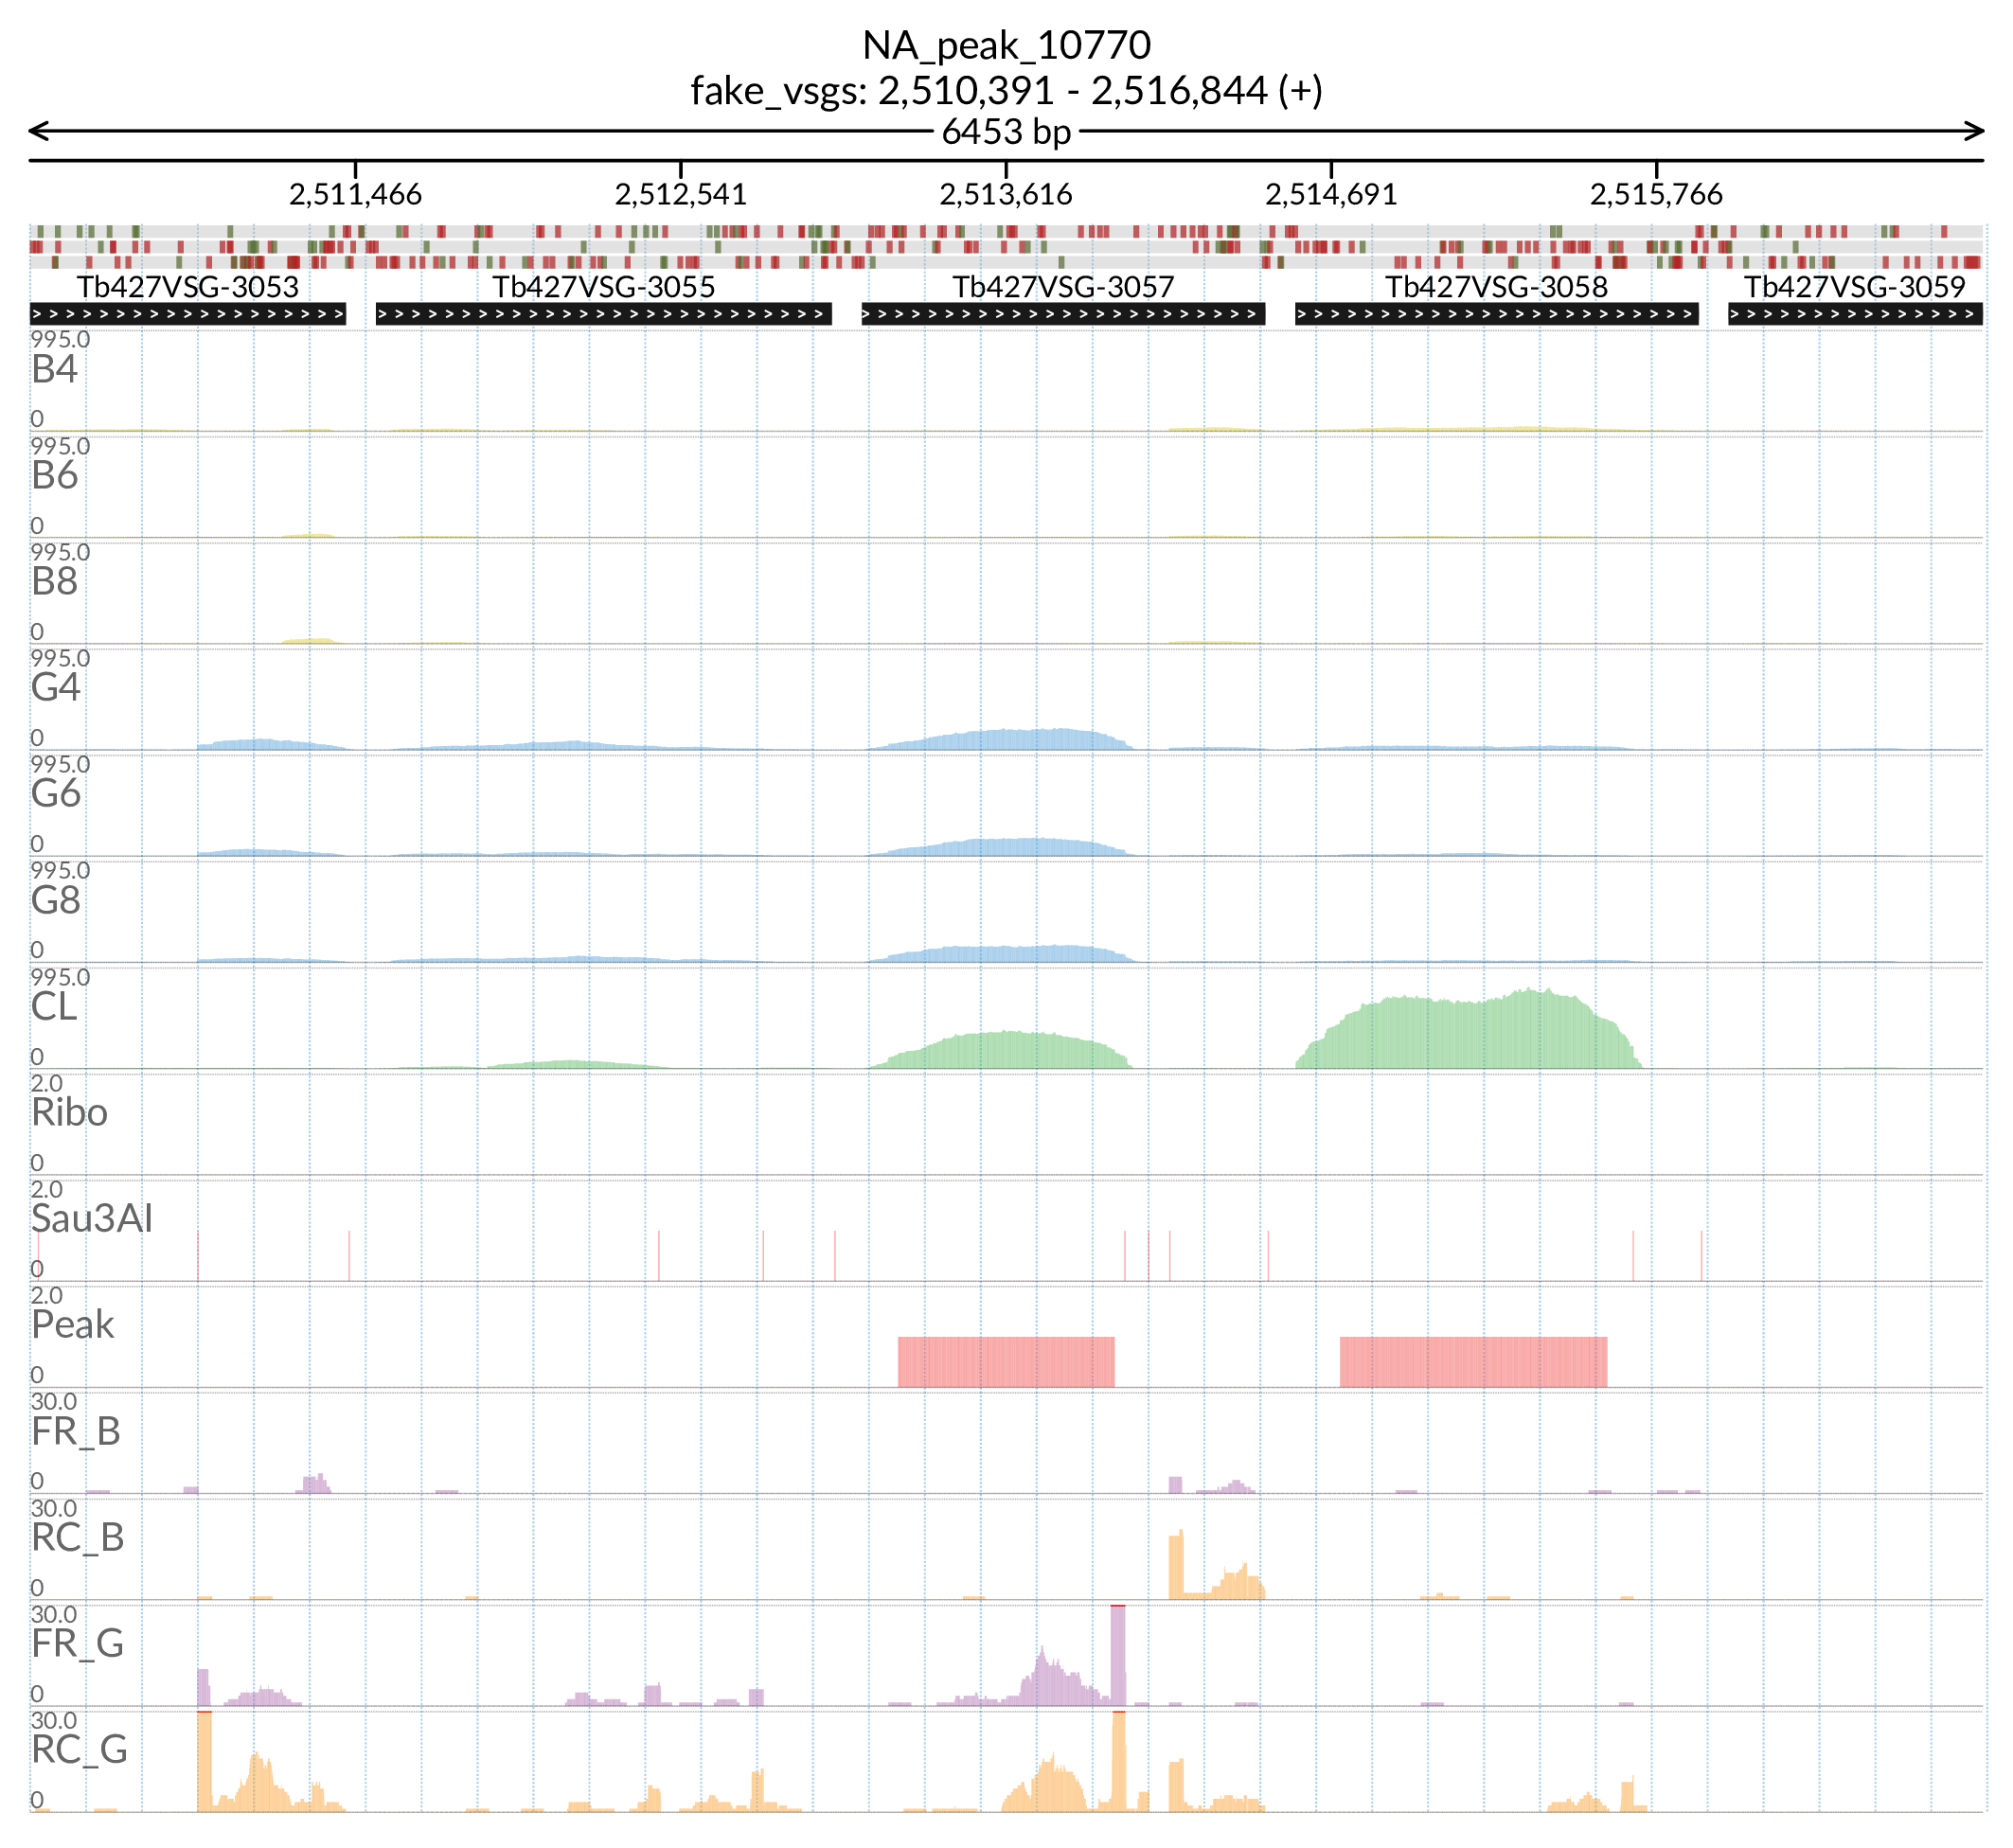 NA_peak_10770
fake_vsgs: 2,510,391 - 2,516,844 (+)
6453 bp
2,511,466 2,512,541 2,513,616 2,514,691 2,515,766
Tb427VSG-3053 Tb427VSG-3055 Tb427VSG-3057 Tb427VSG-3058 Tb427VSG-3059
995.0
B4
0
995.0
B6
0
995.0
B8
0
995.0
G4
0
995.0
G6
0
995.0
G8
0
995.0
CL
0
2.0
Ribo
0
2.0
Sau3AI
0
2.0
Peak
0
30.0
FR_B
0
30.0
RC_B
0
30.0
FR_G
0
30.0
RC_G
0